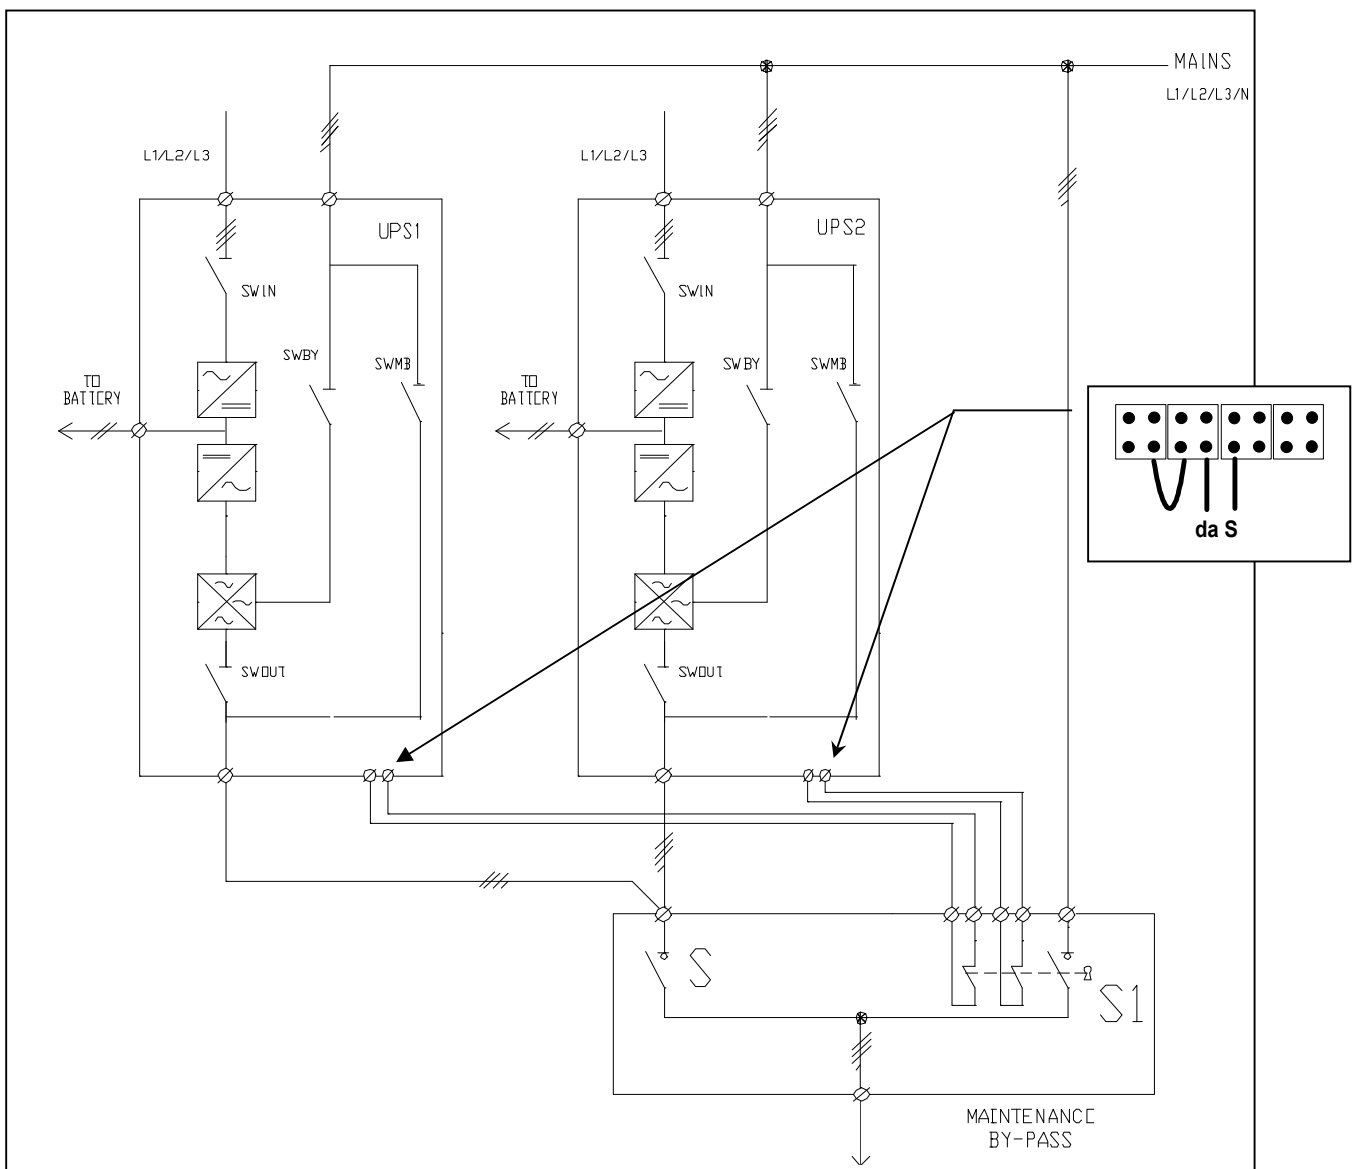 MAINS
L1/L2/L3/N
L1/L2/L3
L1/L2/L3
UPS1
UPS2
SWIN
SWIN
SWBY
SWMB
SWBY
SWMB
TO
BATTERY
TO
BATTERY
da S
SWOUT
SWOUT
S
S1
MAINTENANCE
BY-PASS